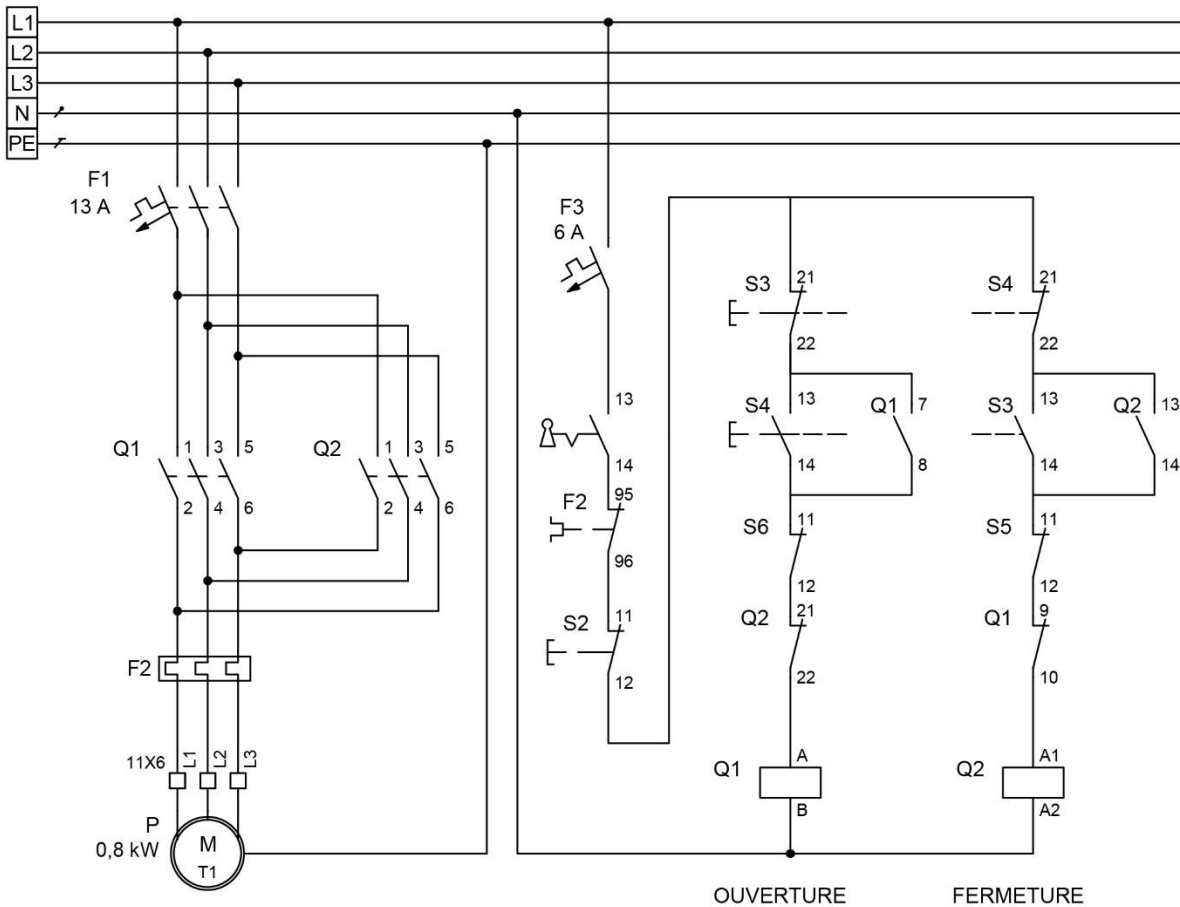 L1
L2
L3
N
PE
F1
13 A
F3
6 A
S3 21
22
S4 21
22
13
14
S4 13
14
Q1 7
8
S3 13
14
Q2 13
14
Q1 1 3 5
2 4 6
Q2 1 3 5
2 4 6
F2 95
96
S6 11
12
S5 11
12
S2 11
12
Q2 21
22
Q1 9
10
F2
11X6 L1 L2 L3
P
0,8 kW
M
T1
Q1 A
B
Q2 A1
A2
OUVERTURE FERMETURE